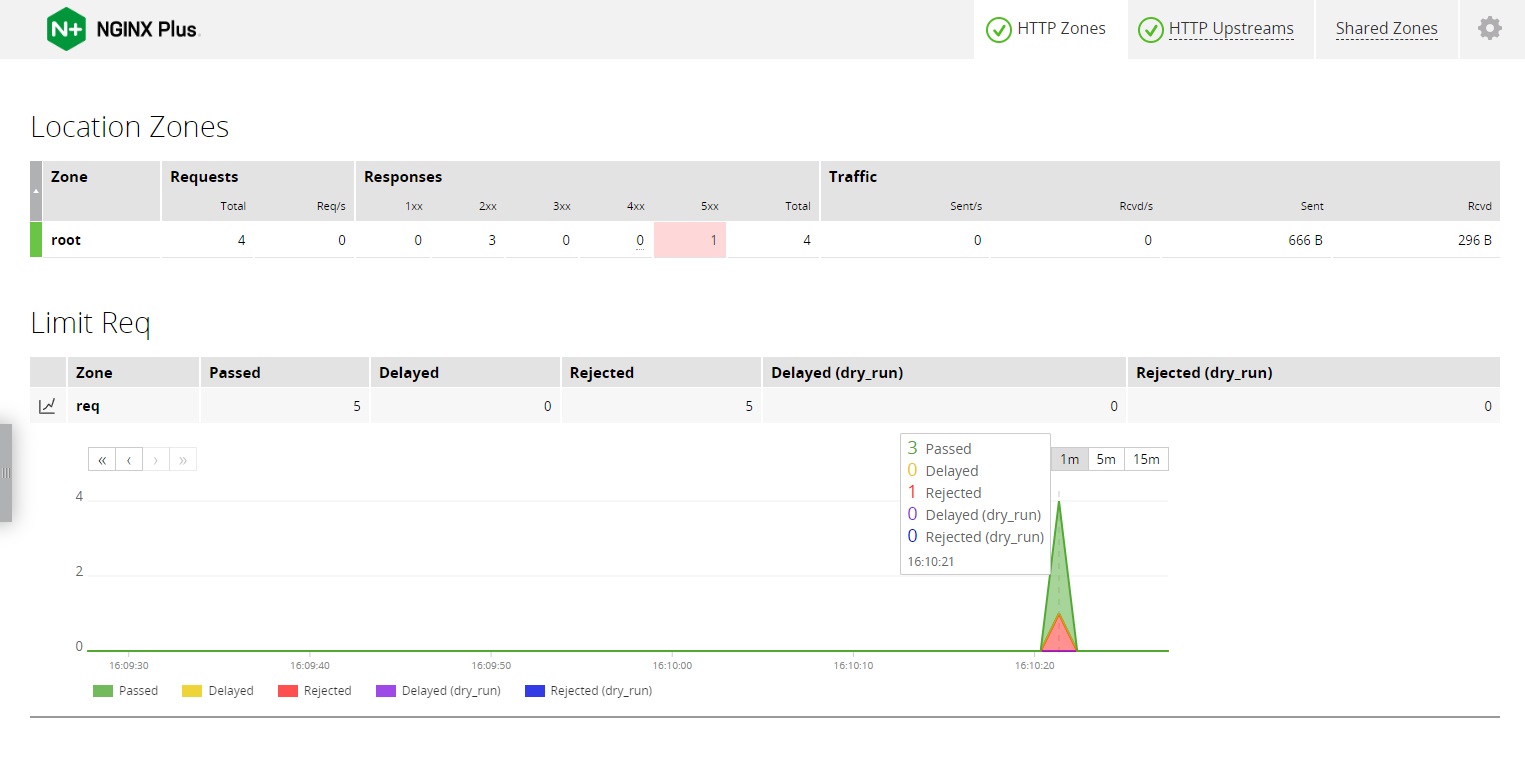 N+ NGINX Plus
HTTP Zones
HTTP Upstreams
Shared Zones
Location Zones
Zone Requests Responses Traffic
Total Req/s 1xx 2xx 3xx 4xx 5xx Total Sent/s Rcvd/s Sent Rcvd
root 4 0 0 3 0 0 1 4 0 0 666 B 296 B
Limit Req
Zone Passed Delayed Rejected Delayed (dry_run) Rejected (dry_run)
req 5 0 5 0 0
« ‹ › »
1m 5m 15m
3 Passed
0 Delayed
1 Rejected
0 Delayed (dry_run)
0 Rejected (dry_run)
16:10:21
4
2
0
16:09:30 16:09:40 16:09:50 16:10:00 16:10:10 16:10:20
Passed Delayed Rejected Delayed (dry_run) Rejected (dry_run)